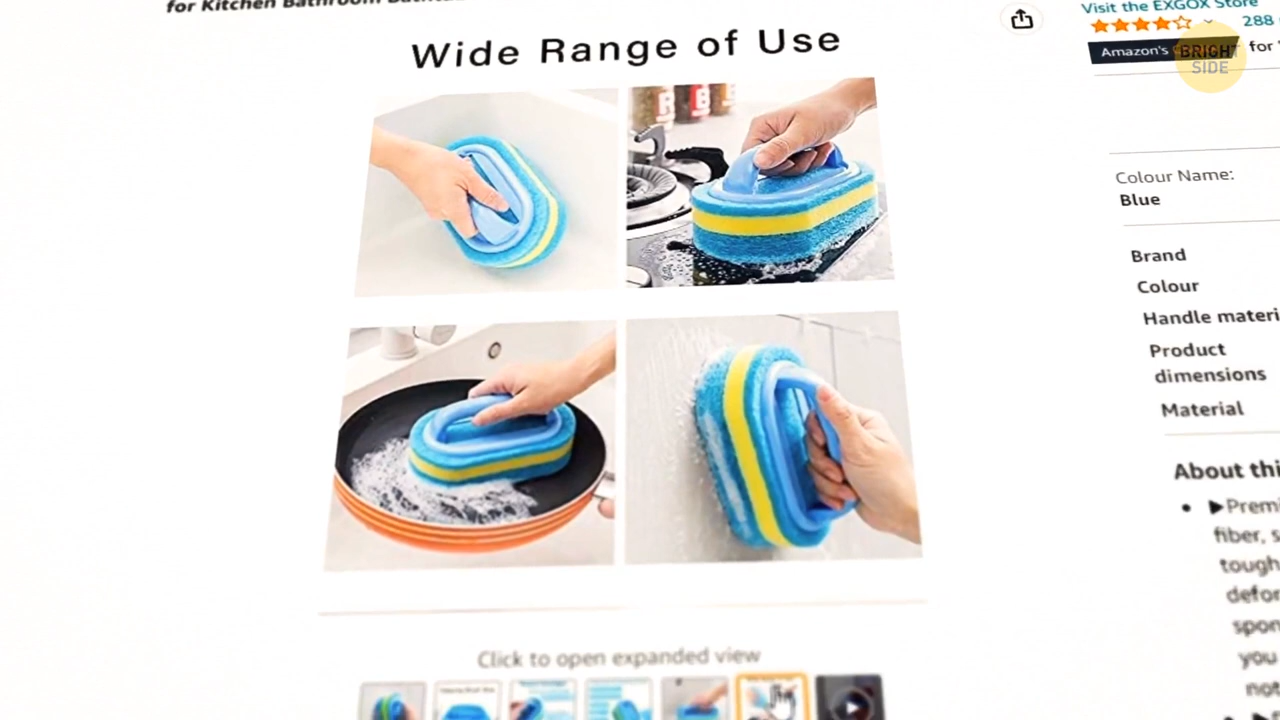 for Kitchen Bathroom
Wide Range of Use
Click to open expanded view
Visit the EXGOX Store
288
Amazon's
for
BRIGHT
SIDE
Colour Name:
Blue
Brand
Colour
Handle materi
Product
dimensions
Material
About thi
▶Premi
fiber, s
tough
defor
spon
you
not